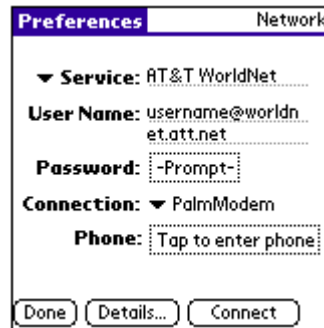 Preferences Network
Service: AT&T WorldNet
User Name: username@worldn
et.att.net
Password: -Prompt-
Connection: PalmModem
Phone: Tap to enter phone
Done Details... Connect